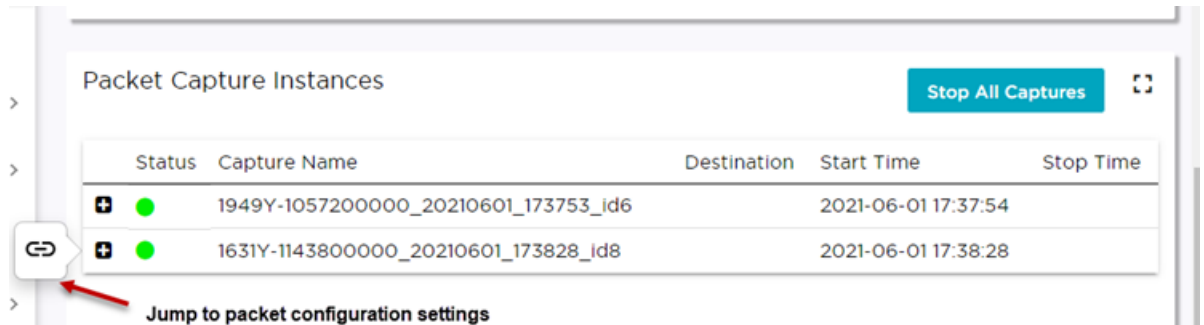 Packet Capture Instances
Stop All Captures
Status Capture Name Destination Start Time Stop Time
1949Y-1057200000_20210601_173753_id6 2021-06-01 17:37:54
1631Y-1143800000_20210601_173828_id8 2021-06-01 17:38:28
Jump to packet configuration settings